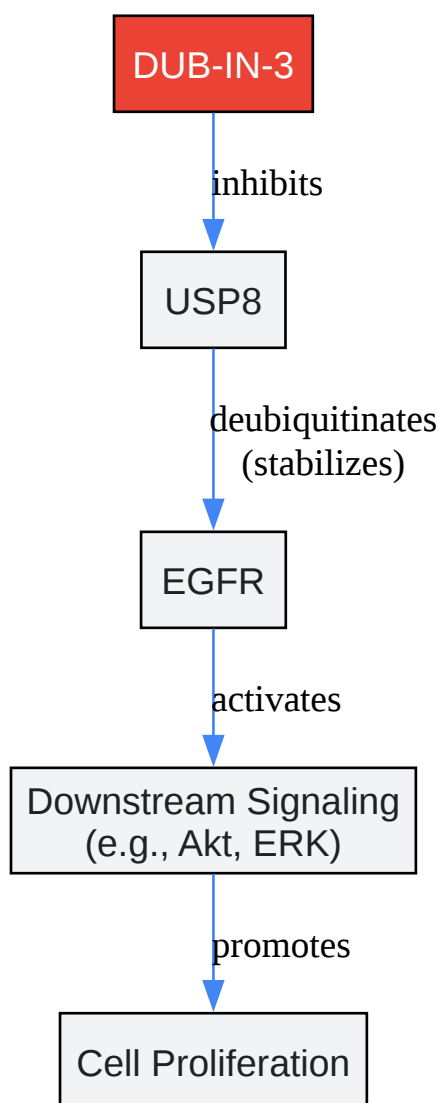 DUB-IN-3
inhibits
USP8
deubiquitinates
(stabilizes)
EGFR
activates
Downstream Signaling
(e.g., Akt, ERK)
promotes
Cell Proliferation